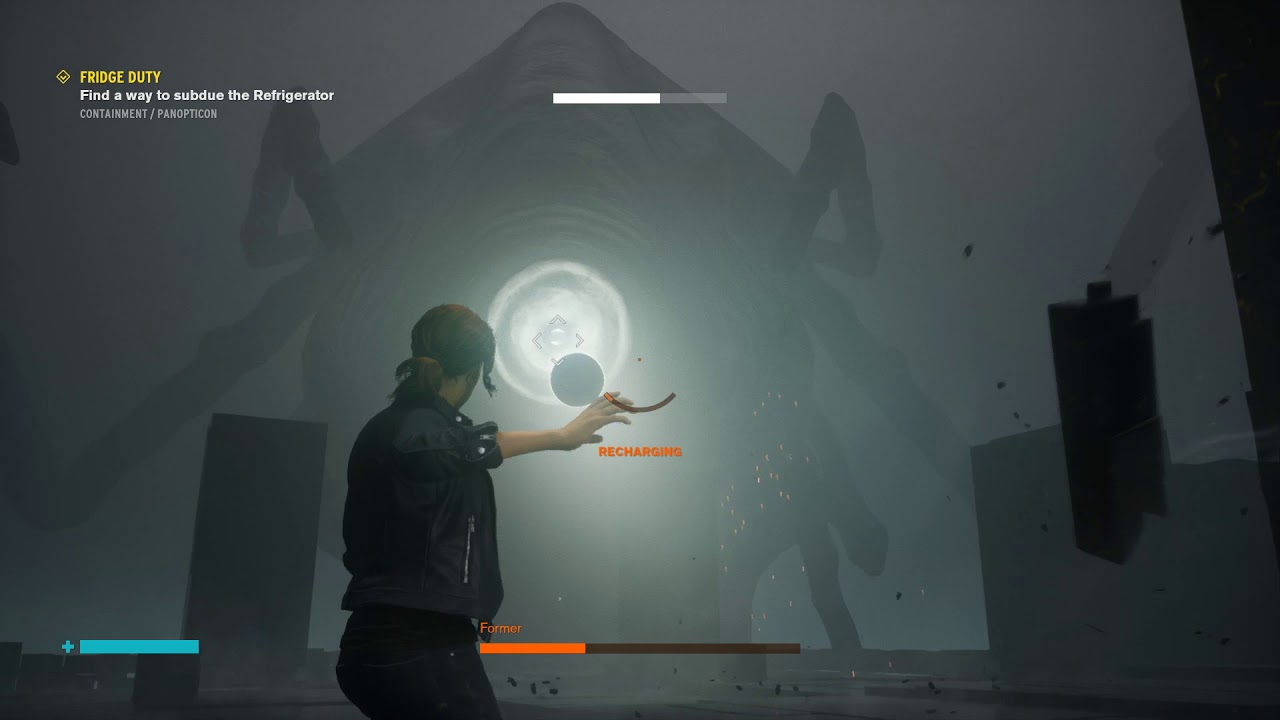 FRIDGE DUTY
Find a way to subdue the Refrigerator
CONTAINMENT / PANOPTICON
RECHARGING
Former